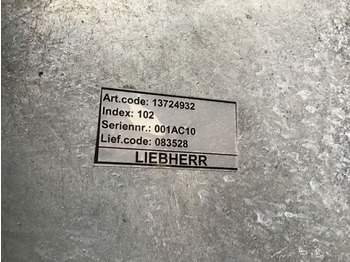 Art.code: 13724932
Index: 102
Seriennr.: 001AC10
Lief.code: 083528
LIEBHERR